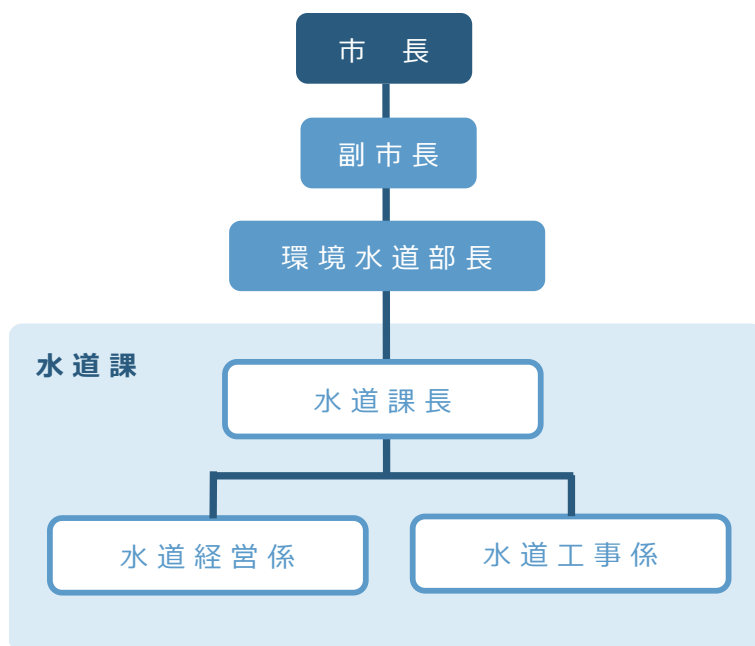 市　長
副市長
環境水道部長
水道課
水道課長
水道経営係
水道工事係